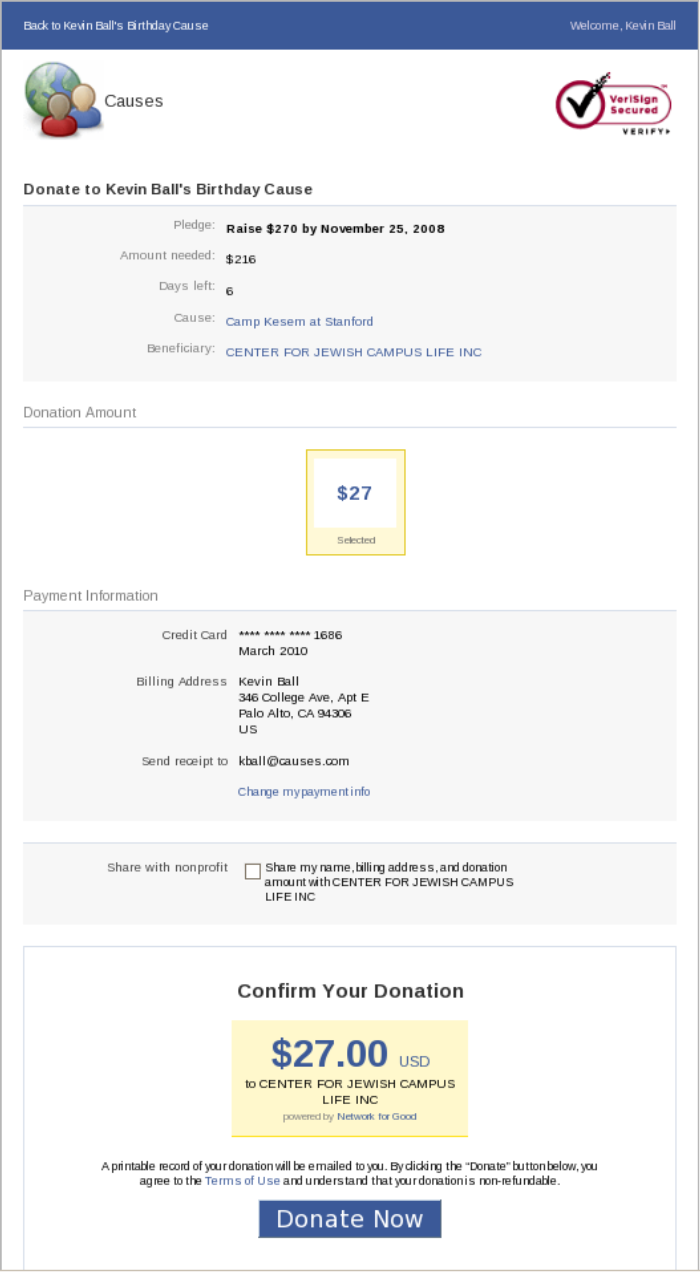 Back to Kevin Ball's Birthday Cause
Welcome, Kevin Ball
Causes
VeriSign
Secured
™
VERIFY
Donate to Kevin Ball's Birthday Cause
Pledge: Raise $270 by November 25, 2008
Amount needed: $216
Days left: 6
Cause: Camp Kesem at Stanford
Beneficiary: CENTER FOR JEWISH CAMPUS LIFE INC
Donation Amount
$27
Selected
Payment Information
Credit Card **** **** **** 1686
March 2010
Billing Address Kevin Ball
346 College Ave, Apt E
Palo Alto, CA 94306
US
Send receipt to kball@causes.com
Change my payment info
Share with nonprofit Share my name, billing address, and donation
amount with CENTER FOR JEWISH CAMPUS
LIFE INC
Confirm Your Donation
$27.00 USD
to CENTER FOR JEWISH CAMPUS
LIFE INC
powered by Network for Good
A printable record of your donation will be emailed to you. By clicking the "Donate" button below, you
agree to the Terms of Use and understand that your donation is non-refundable.
Donate Now